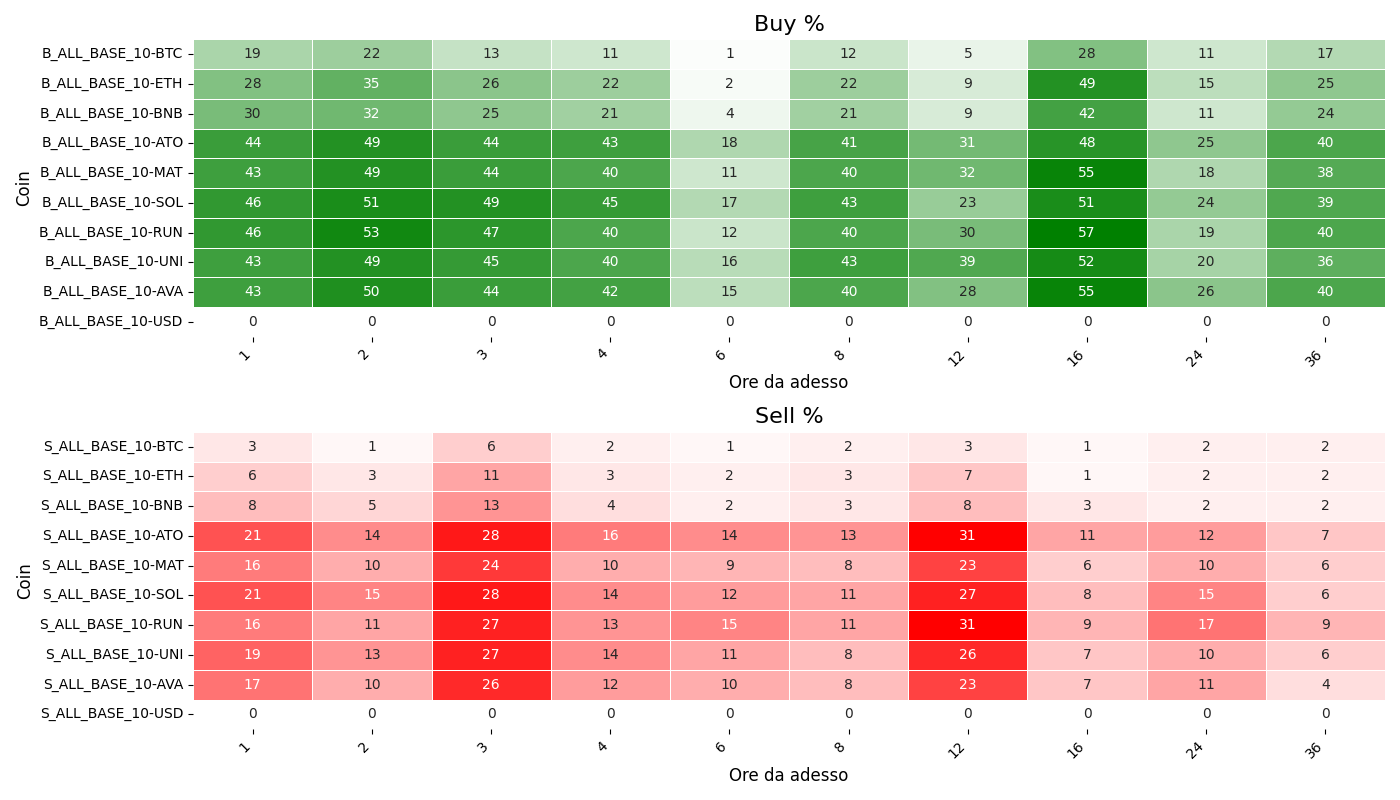 Buy %
Coin
B_ALL_BASE_10-BTC 19 22 13 11 1 12 5 28 11 17
B_ALL_BASE_10-ETH 28 35 26 22 2 22 9 49 15 25
B_ALL_BASE_10-BNB 30 32 25 21 4 21 9 42 11 24
B_ALL_BASE_10-ATO 44 49 44 43 18 41 31 48 25 40
B_ALL_BASE_10-MAT 43 49 44 40 11 40 32 55 18 38
B_ALL_BASE_10-SOL 46 51 49 45 17 43 23 51 24 39
B_ALL_BASE_10-RUN 46 53 47 40 12 40 30 57 19 40
B_ALL_BASE_10-UNI 43 49 45 40 16 43 39 52 20 36
B_ALL_BASE_10-AVA 43 50 44 42 15 40 28 55 26 40
B_ALL_BASE_10-USD 0 0 0 0 0 0 0 0 0 0
1 2 3 4 6 8 12 16 24 36
Ore da adesso
Sell %
Coin
S_ALL_BASE_10-BTC 3 1 6 2 1 2 3 1 2 2
S_ALL_BASE_10-ETH 6 3 11 3 2 3 7 1 2 2
S_ALL_BASE_10-BNB 8 5 13 4 2 3 8 3 2 2
S_ALL_BASE_10-ATO 21 14 28 16 14 13 31 11 12 7
S_ALL_BASE_10-MAT 16 10 24 10 9 8 23 6 10 6
S_ALL_BASE_10-SOL 21 15 28 14 12 11 27 8 15 6
S_ALL_BASE_10-RUN 16 11 27 13 15 11 31 9 17 9
S_ALL_BASE_10-UNI 19 13 27 14 11 8 26 7 10 6
S_ALL_BASE_10-AVA 17 10 26 12 10 8 23 7 11 4
S_ALL_BASE_10-USD 0 0 0 0 0 0 0 0 0 0
1 2 3 4 6 8 12 16 24 36
Ore da adesso